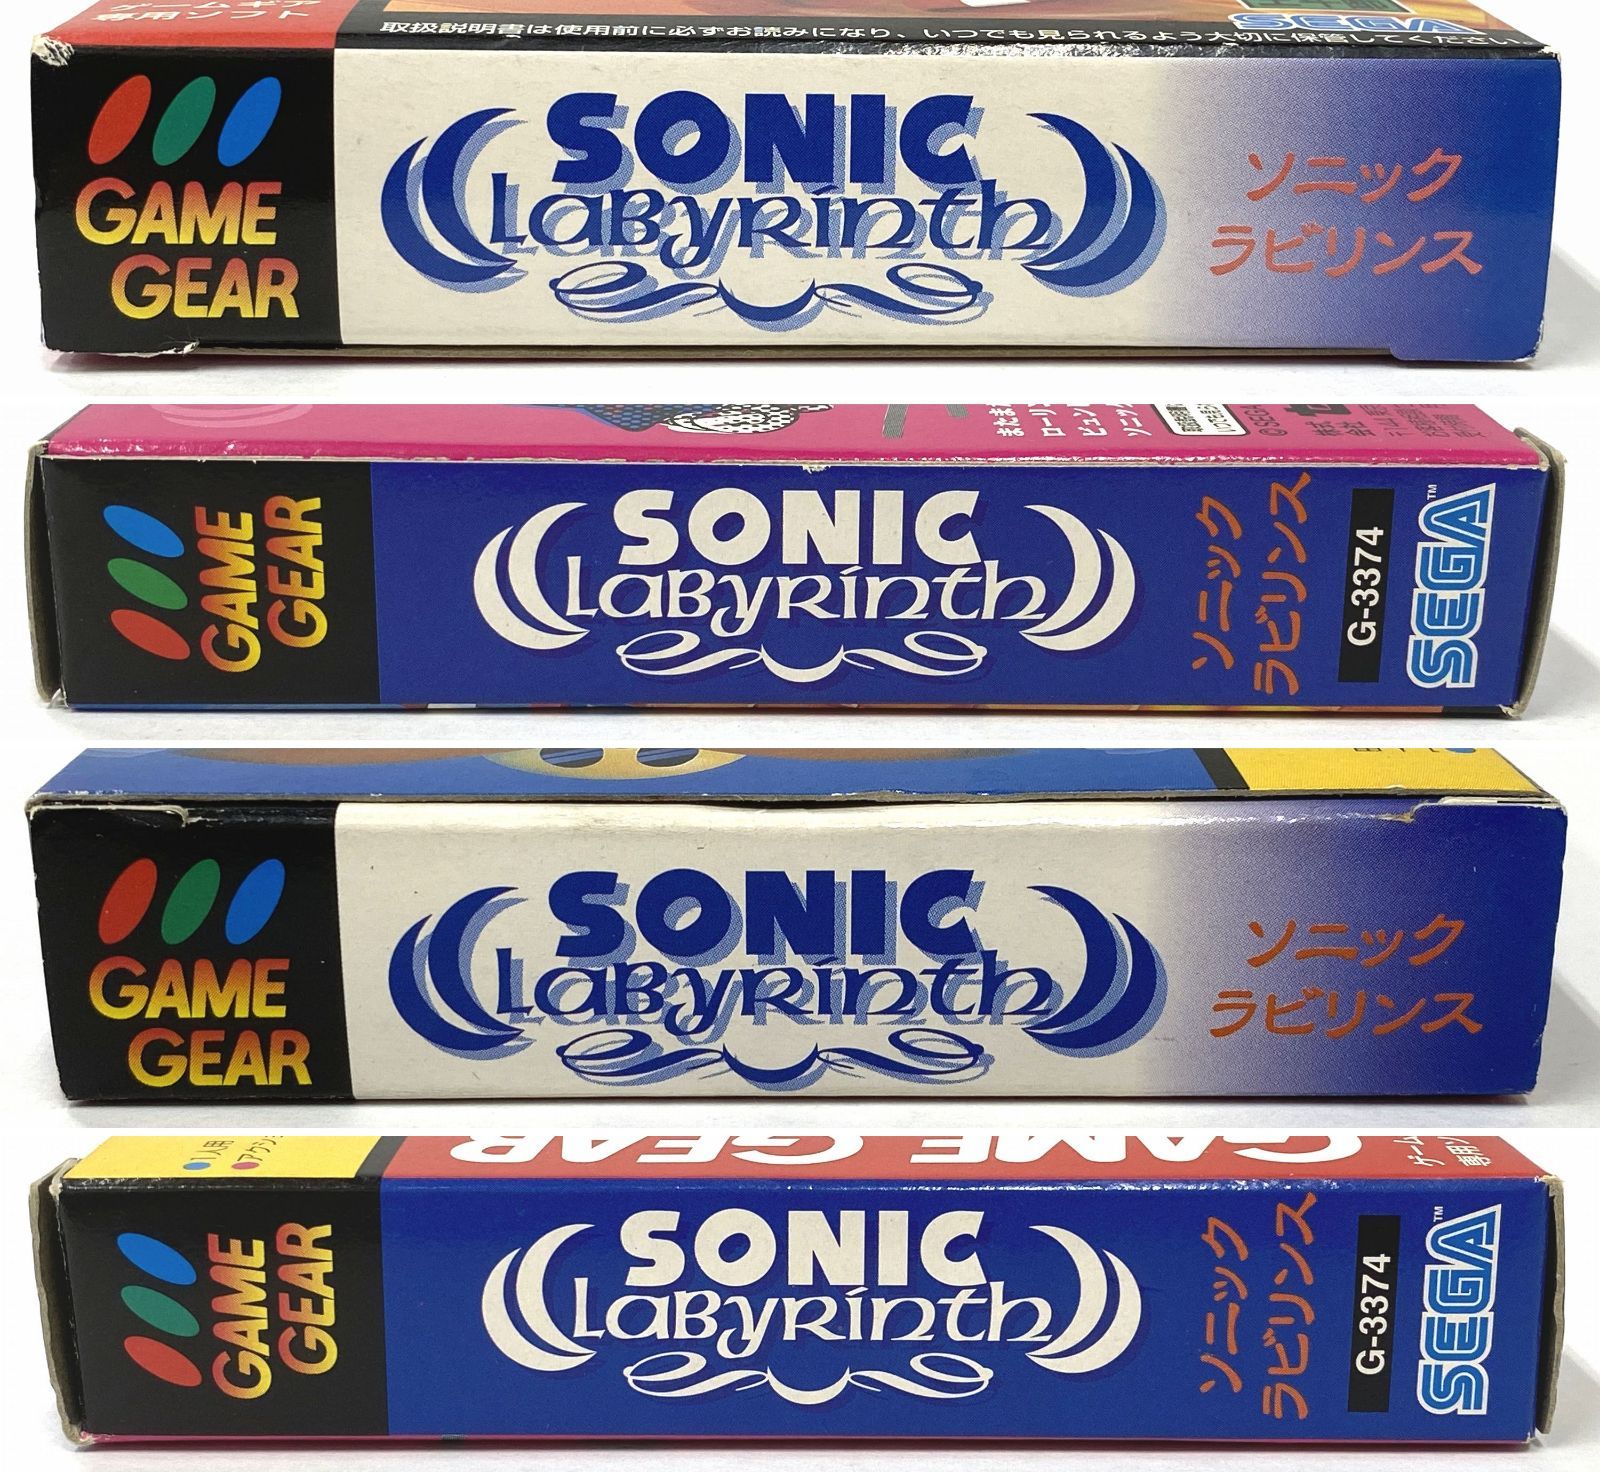 ゲームギア
専用ソフト
SEGA
取扱説明書は使用前に必ずお読みになり、いつでも見られるよう大切に保管してください
GAME
GEAR
SONIC
Labyrinth
ソニック
ラビリンス
GAME
GEAR
SONIC
Labyrinth
ソニック
ラビリンス
G-3374
SEGA™
GAME
GEAR
SONIC
Labyrinth
ソニック
ラビリンス
●1人用
●アクシ
GAME GEAR
GAME
GEAR
SONIC
Labyrinth
ソニック
ラビリンス
G-3374
SEGA™